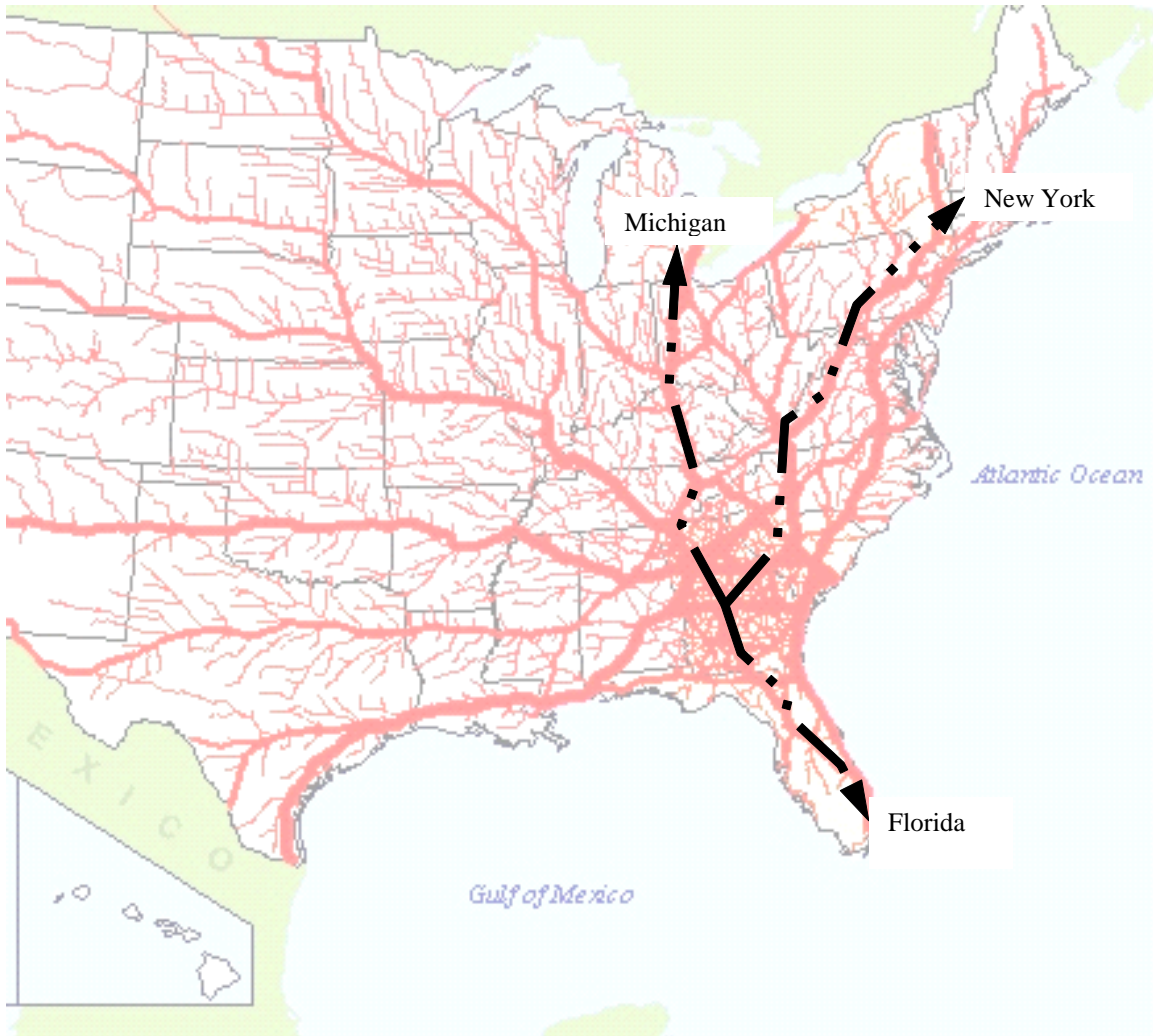 New York
Michigan
Atlantic Ocean
E X I C O
Florida
Gulf of Mexico